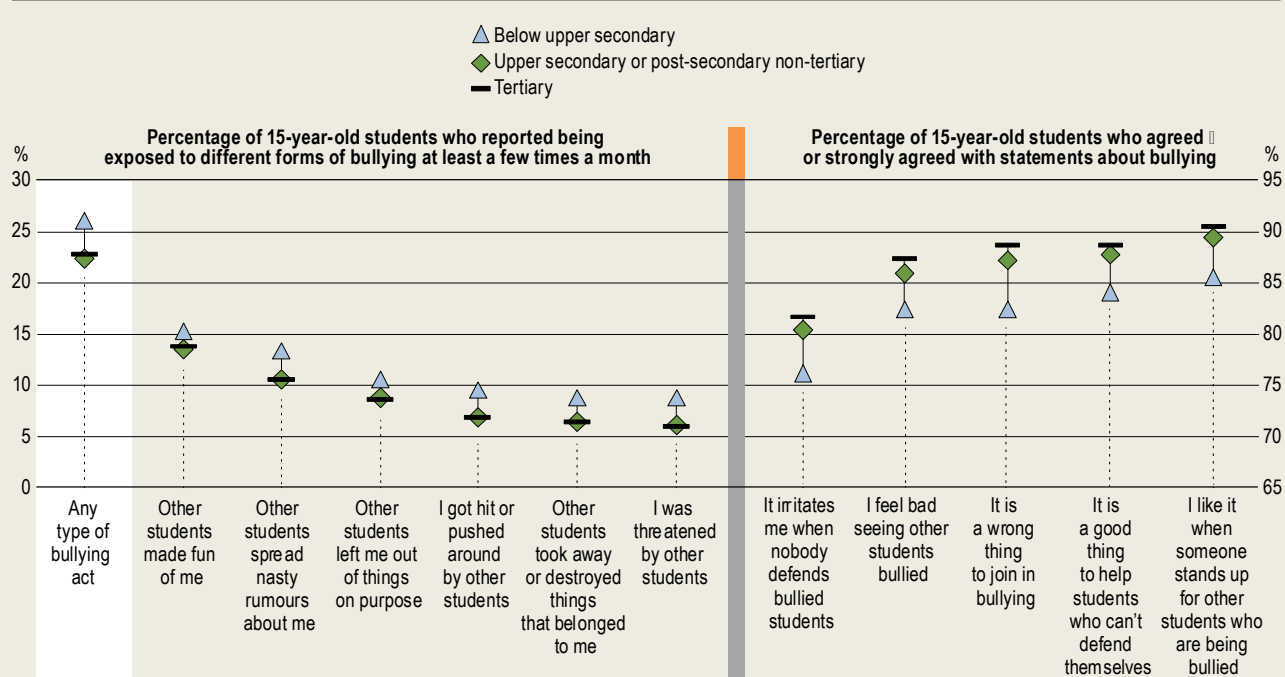 Below upper secondary
Upper secondary or post-secondary non-tertiary
Tertiary
Percentage of 15-year-old students who reported being
exposed to different forms of bullying at least a few times a month
Percentage of 15-year-old students who agreed
or strongly agreed with statements about bullying
%
30
25
20
15
10
5
0
%
95
90
85
80
75
70
65
Any
type of
bullying
act
Other
students
made fun
of me
Other
students
spread
nasty
rumours
about me
Other
students
left me out
of things
on purpose
I got hit or
pushed
around
by other
students
Other
students
took away
or destroyed
things
that belonged
to me
I was
threatened
by other
students
It irritates
me when
nobody
defends
bullied
students
I feel bad
seeing other
students
bullied
It is
a wrong
thing
to join in
bullying
It is
a good
thing
to help
students
who can't
defend
themselves
I like it
when
someone
stands up
for other
students who
are being
bullied